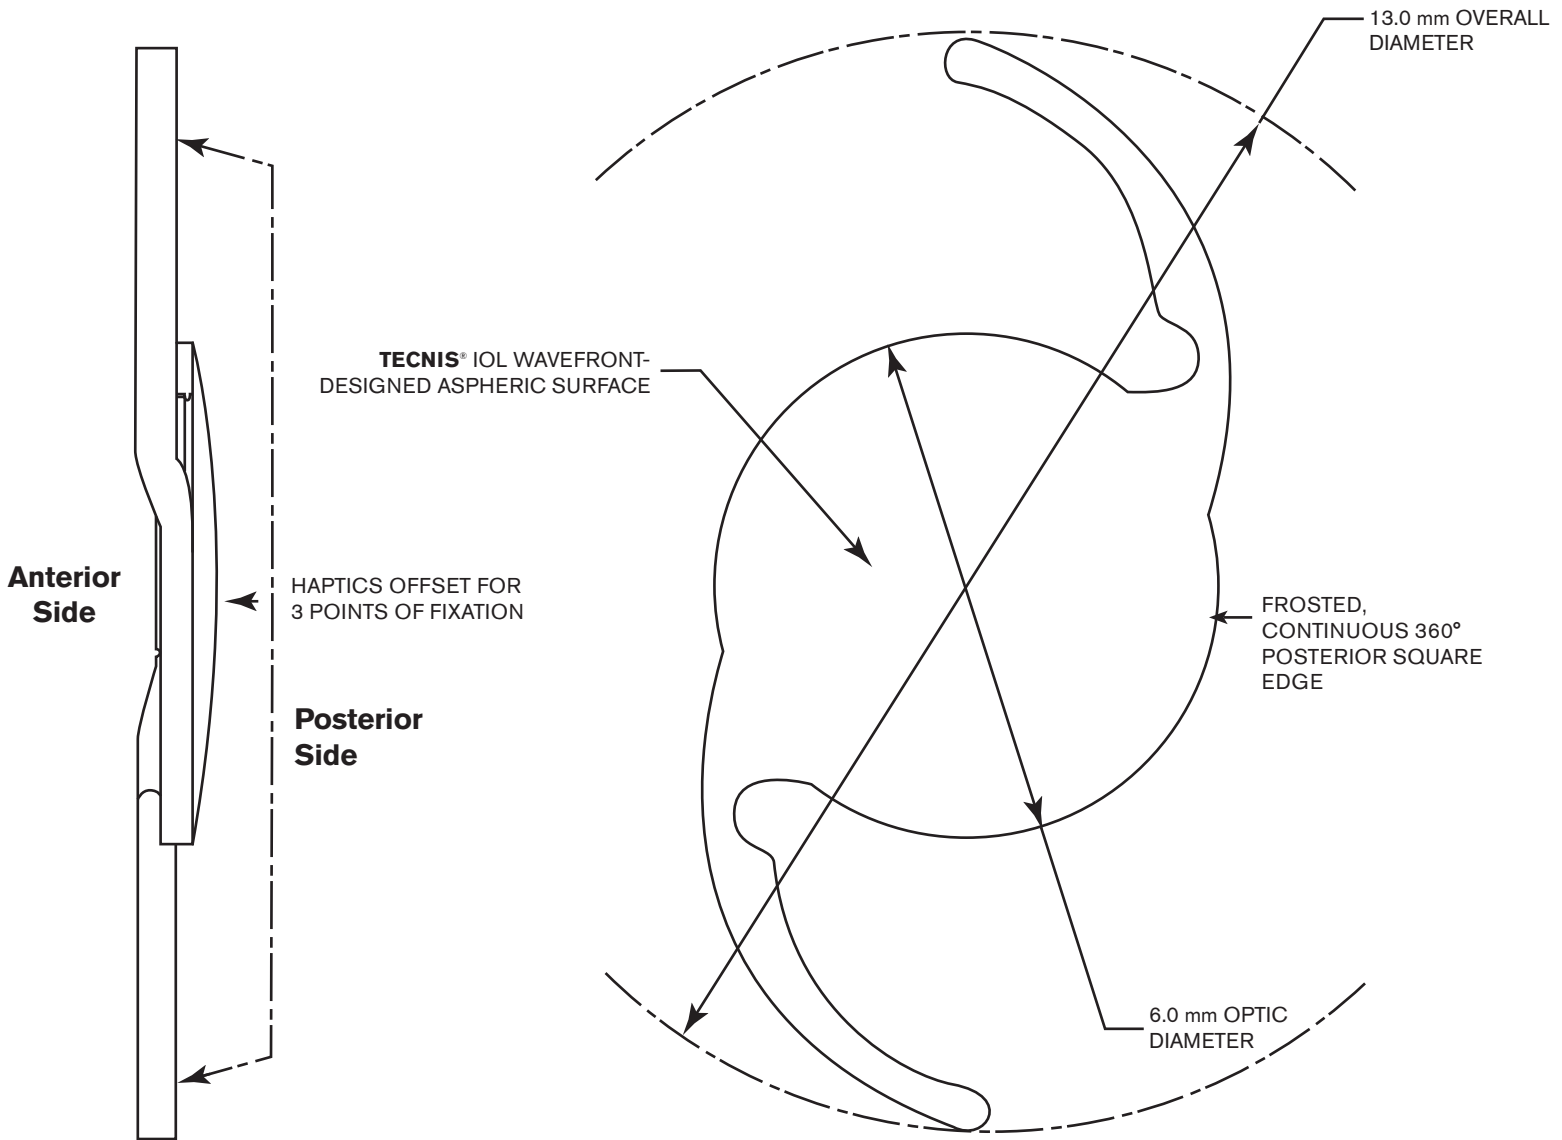 13.0 mm OVERALL
DIAMETER
TECNIS® IOL WAVEFRONT-
DESIGNED ASPHERIC SURFACE
Anterior
Side
HAPTICS OFFSET FOR
3 POINTS OF FIXATION
FROSTED,
CONTINUOUS 360°
POSTERIOR SQUARE
EDGE
Posterior
Side
6.0 mm OPTIC
DIAMETER